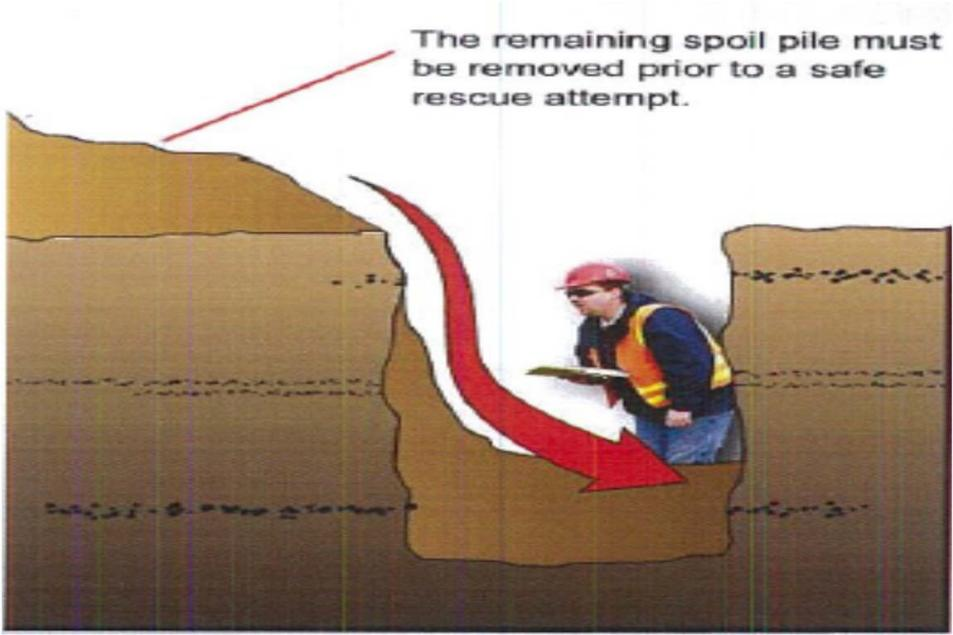 The remaining spoil pile must
be removed prior to a safe
rescue attempt.